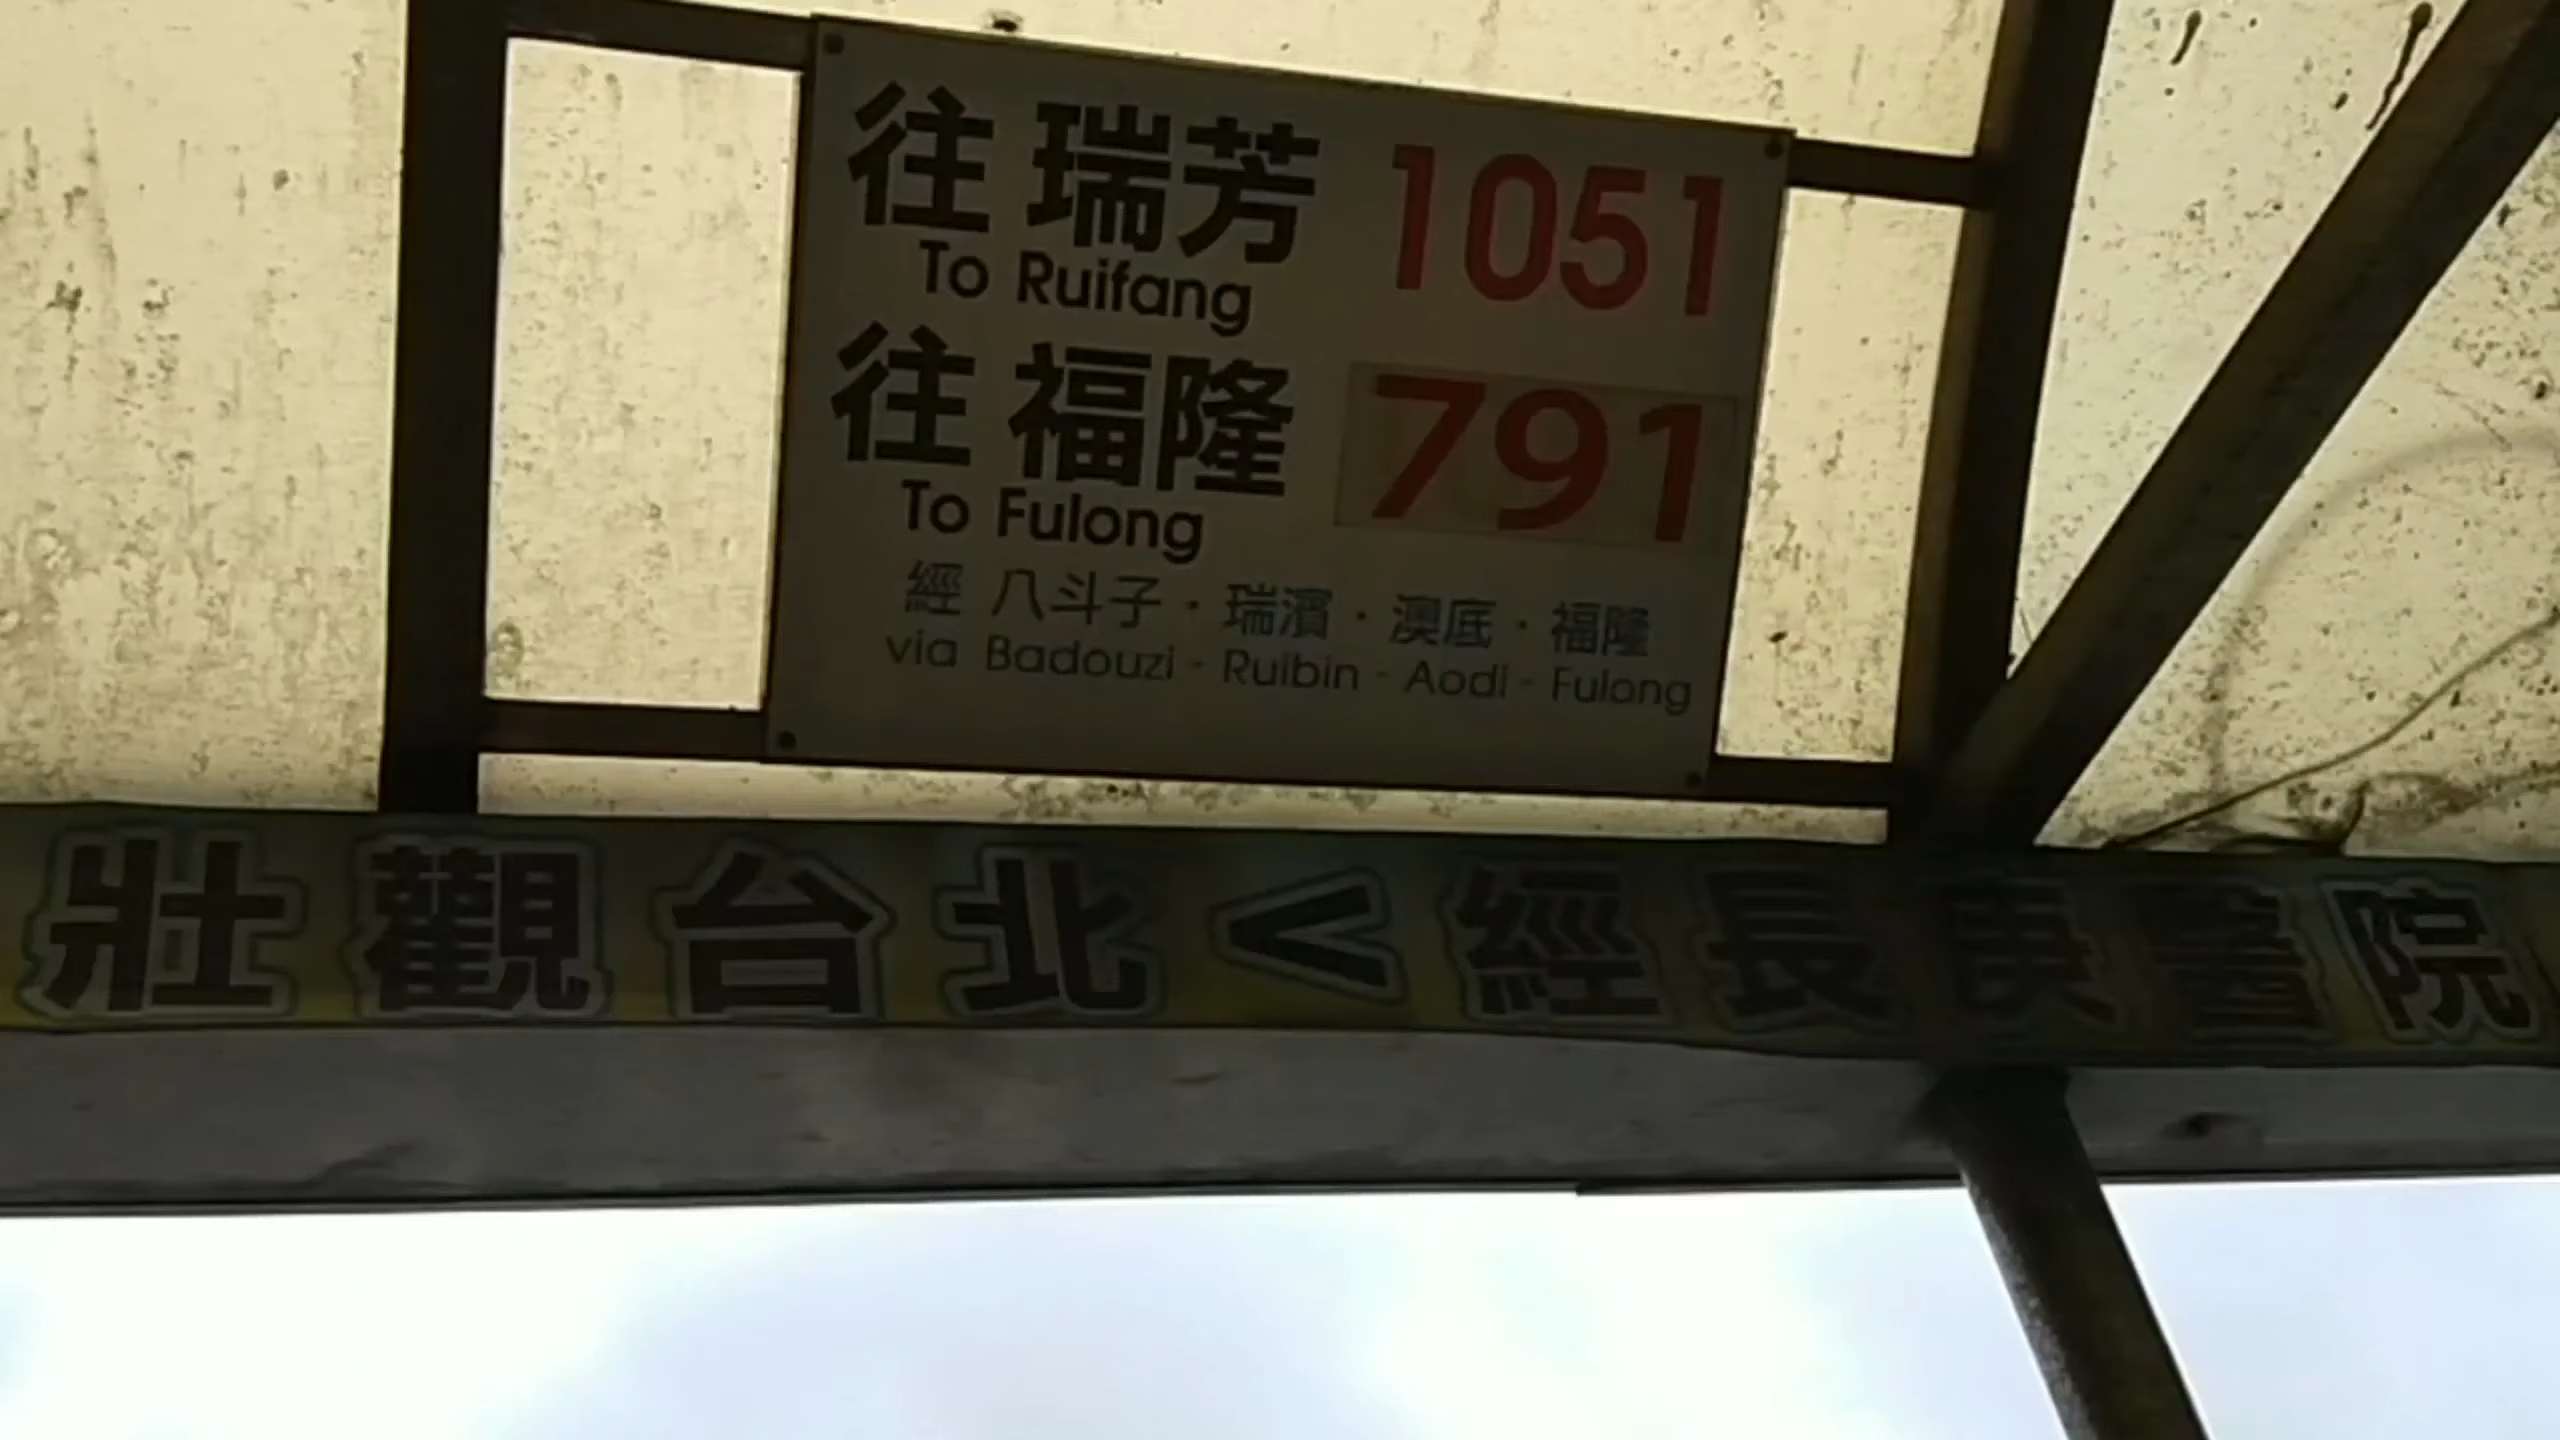 往 瑞芳 1051
To Ruifang
往 福隆 791
To Fulong
經 八斗子・瑞濱・澳底・福隆
via Badouzi - Ruibin - Aodi - Fulong
壯觀台北<經長庚醫院